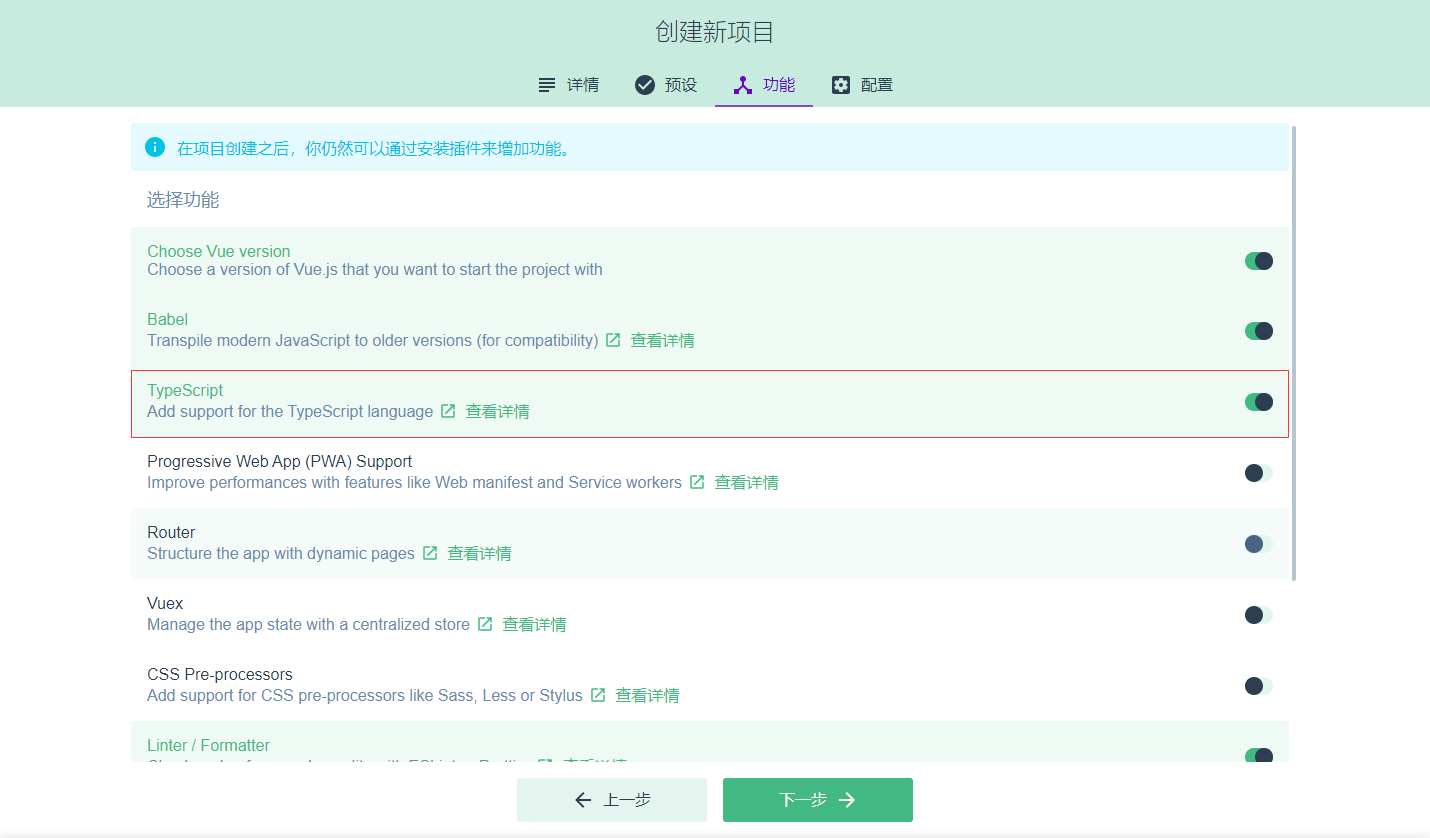 创建新项目
详情 预设 功能 配置
在项目创建之后，你仍然可以通过安装插件来增加功能。
选择功能
Choose Vue version
Choose a version of Vue.js that you want to start the project with
Babel
Transpile modern JavaScript to older versions (for compatibility) 查看详情
TypeScript
Add support for the TypeScript language 查看详情
Progressive Web App (PWA) Support
Improve performances with features like Web manifest and Service workers 查看详情
Router
Structure the app with dynamic pages 查看详情
Vuex
Manage the app state with a centralized store 查看详情
CSS Pre-processors
Add support for CSS pre-processors like Sass, Less or Stylus 查看详情
Linter / Formatter
上一步 下一步